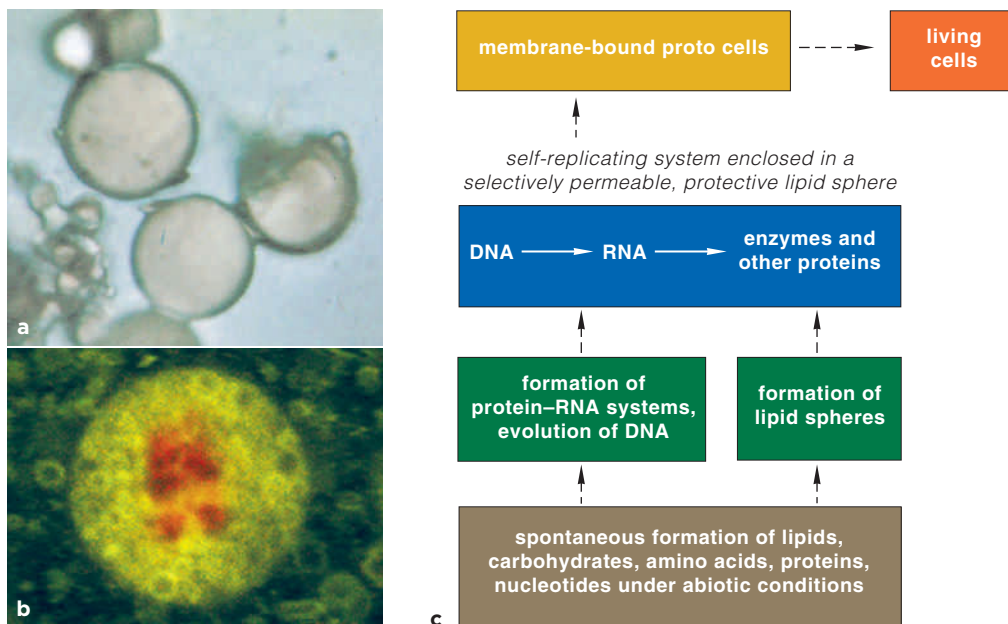 a
b
c
membrane-bound proto cells
living
cells
self-replicating system enclosed in a
selectively permeable, protective lipid sphere
DNA
RNA
enzymes and
other proteins
formation of
protein–RNA systems,
evolution of DNA
formation of
lipid spheres
spontaneous formation of lipids,
carbohydrates, amino acids, proteins,
nucleotides under abiotic conditions